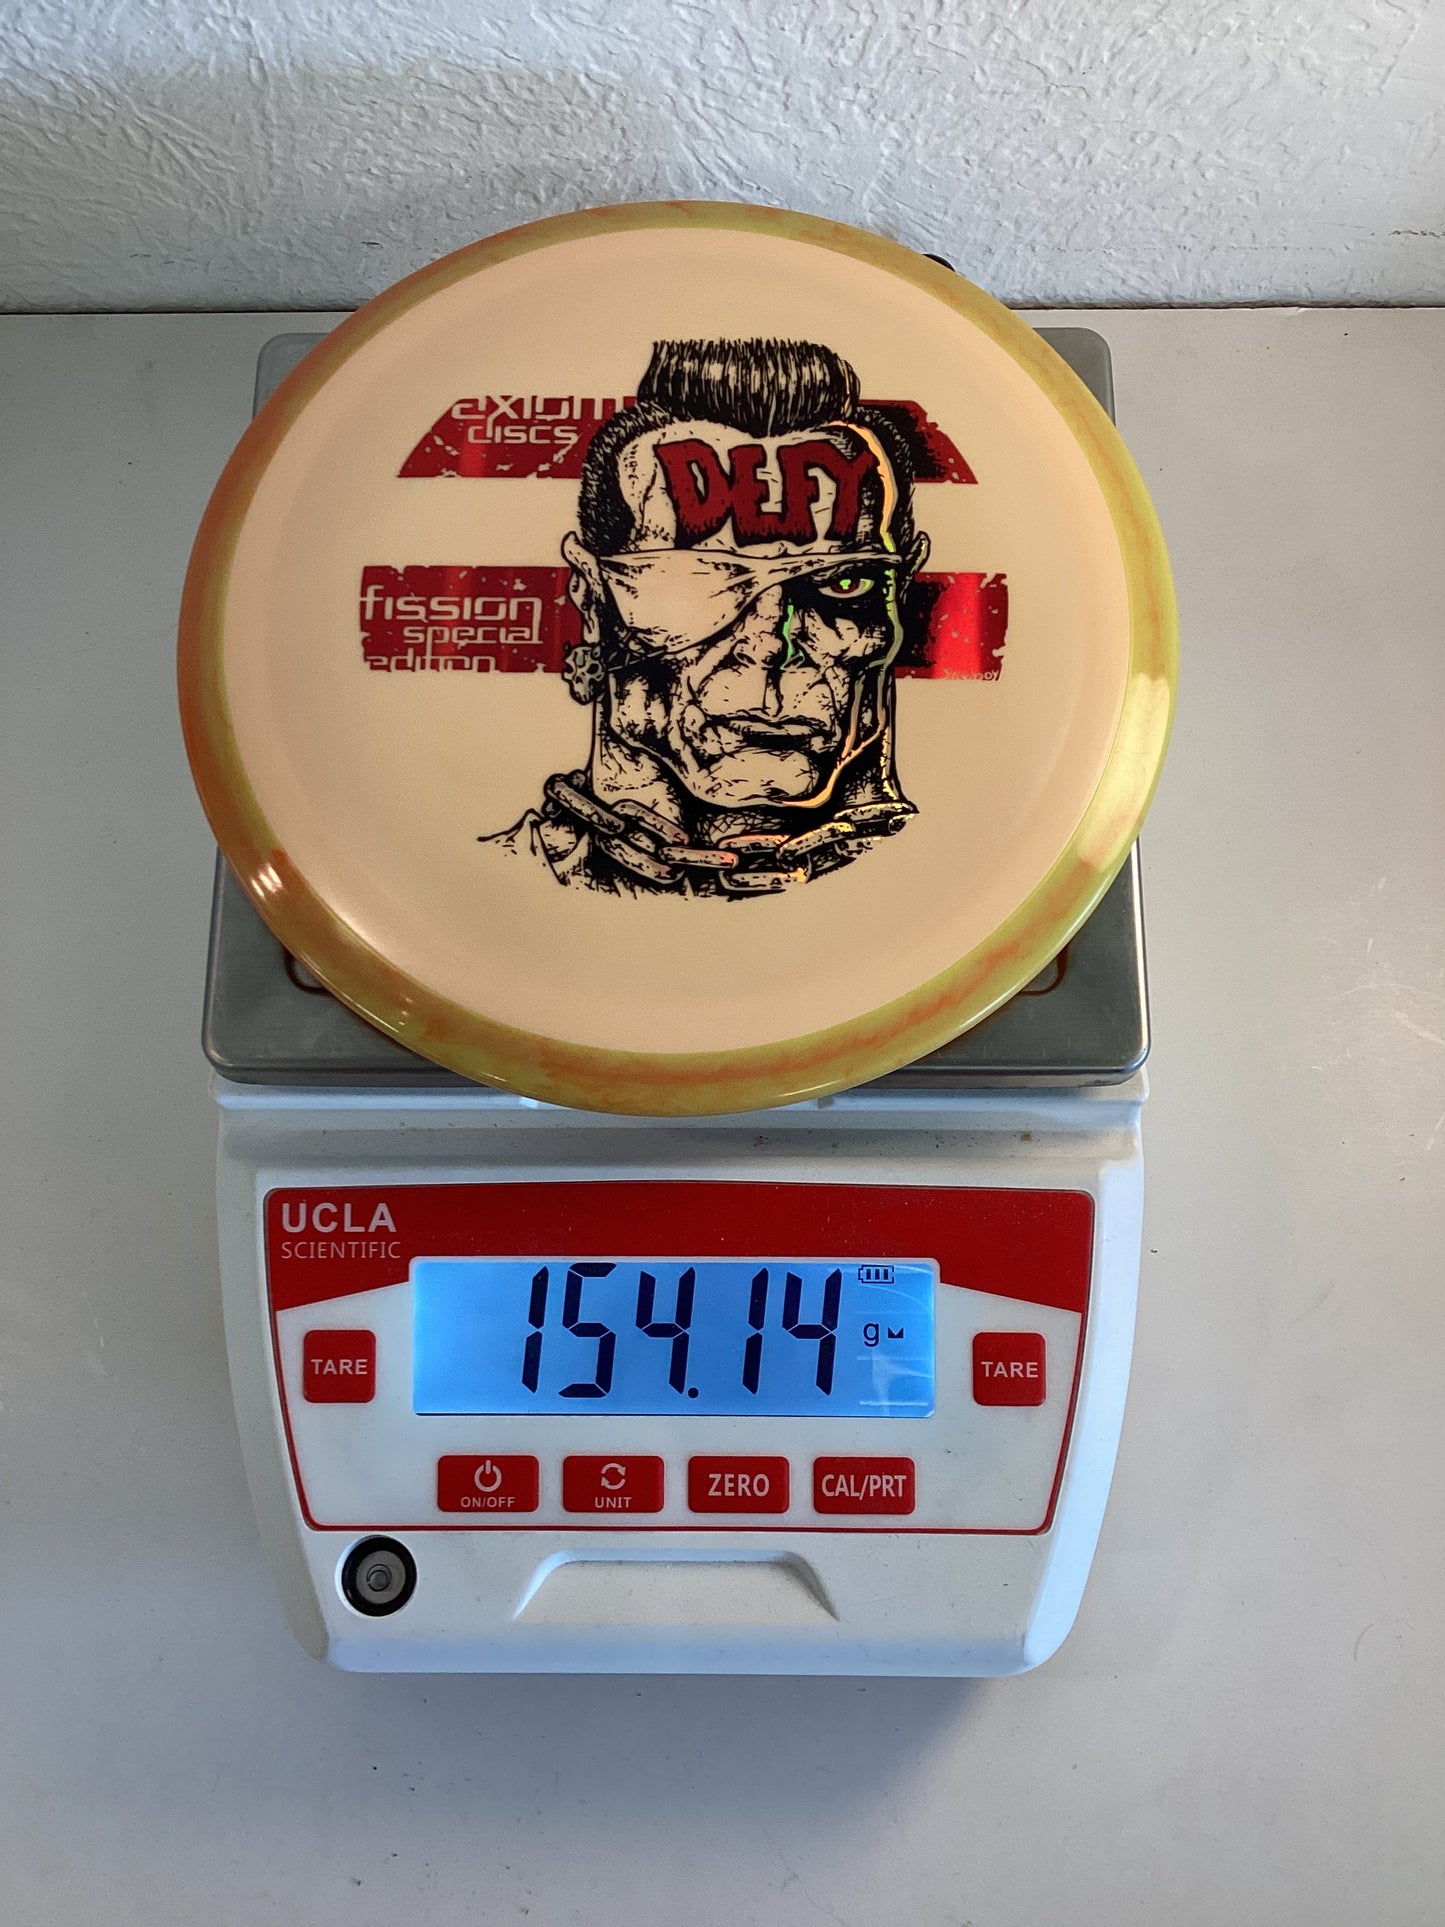 axiom
discs
DEFY
fission
special
edition
UCLA
SCIENTIFIC
154.14
g
TARE
TARE
ON/OFF
UNIT
ZERO
CAL/PRT